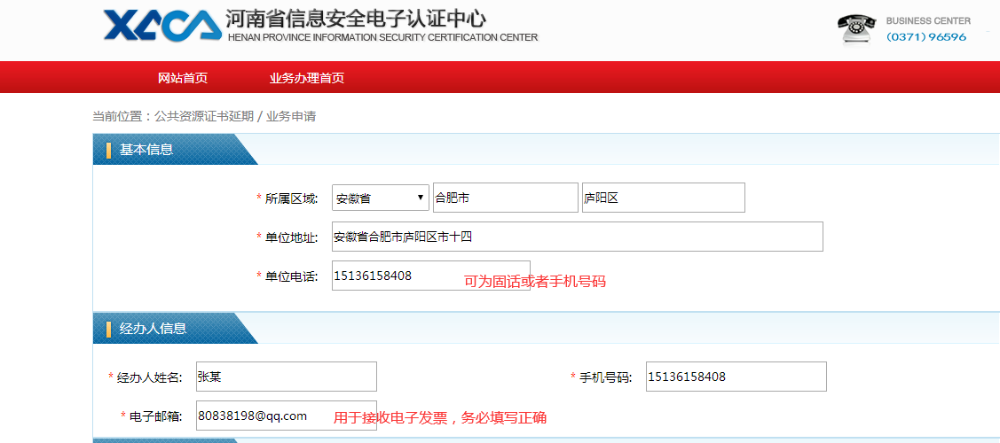 XACA 河南省信息安全电子认证中心
HENAN PROVINCE INFORMATION SECURITY CERTIFICATION CENTER
BUSINESS CENTER
(0371) 96596
网站首页 业务办理首页
当前位置：公共资源证书延期 / 业务申请
基本信息
* 所属区域: 安徽省 合肥市 庐阳区
* 单位地址: 安徽省合肥市庐阳区市十四
* 单位电话: 15136158408 可为固话或者手机号码
经办人信息
* 经办人姓名: 张某 * 手机号码: 15136158408
* 电子邮箱: 80838198@qq.com 用于接收电子发票，务必填写正确